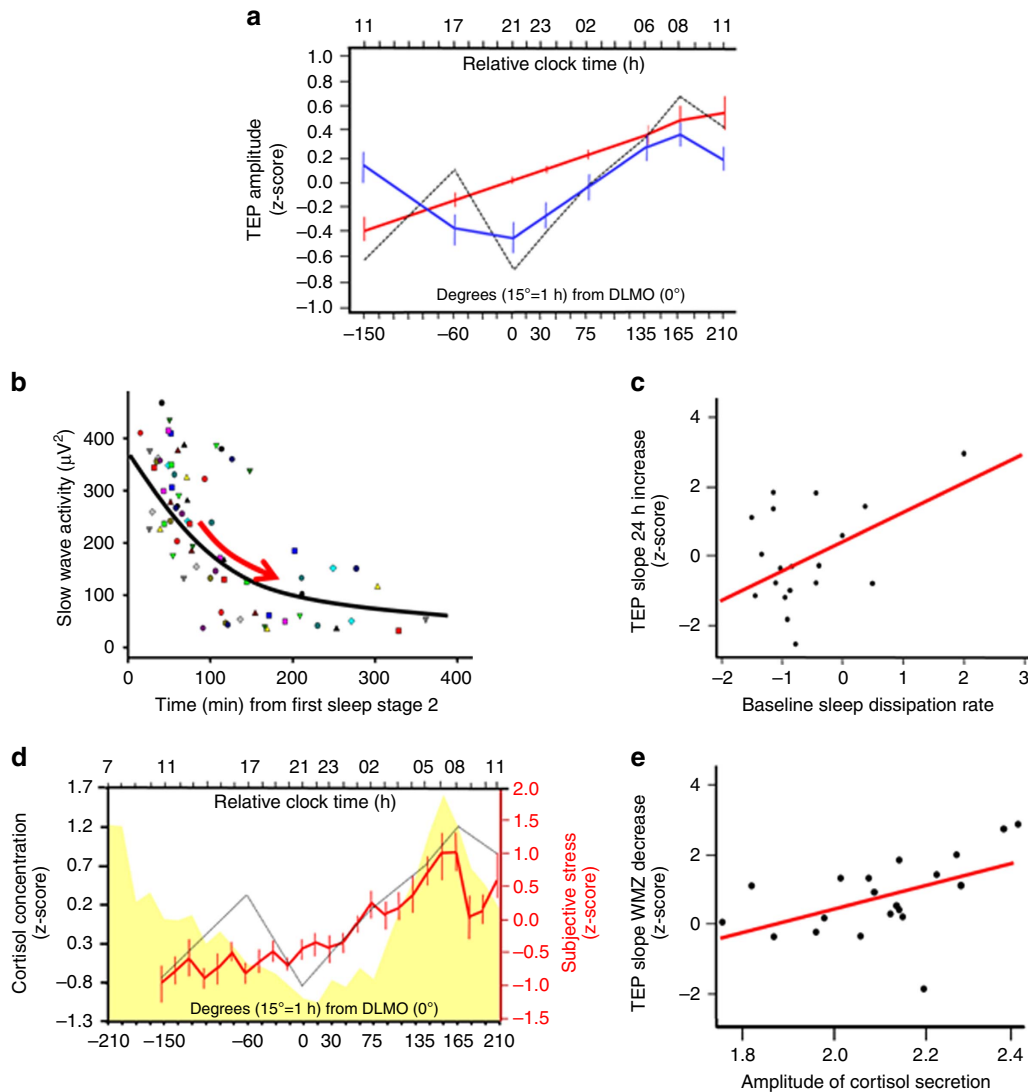 a
11 17 21 23 02 06 08 11
Relative clock time (h)
1.0
0.8
0.6
0.4
0.2
0.0
−0.2
−0.4
−0.6
−0.8
−1.0
TEP amplitude
(z-score)
Degrees (15°=1 h) from DLMO (0°)
−150 −60 0 30 75 135 165 210
b
400
300
200
100
0
Slow wave activity (µV²)
0 100 200 300 400
Time (min) from first sleep stage 2
c
4
2
0
−2
TEP slope 24 h increase
(z-score)
−2 −1 0 1 2 3
Baseline sleep dissipation rate
d
7 11 17 21 23 02 05 08 11
Relative clock time (h)
1.7
1.2
0.7
0.2
0.3
−0.8
−1.3
Cortisol concentration
(z-score)
2.0
1.5
1.0
0.5
0.0
−0.5
−1.0
−1.5
Subjective stress
(z-score)
Degrees (15°=1 h) from DLMO (0°)
−210 −150 −60 0 30 75 135 165 210
e
4
2
0
−2
TEP slope WMZ decrease
(z-score)
1.8 2.0 2.2 2.4
Amplitude of cortisol secretion